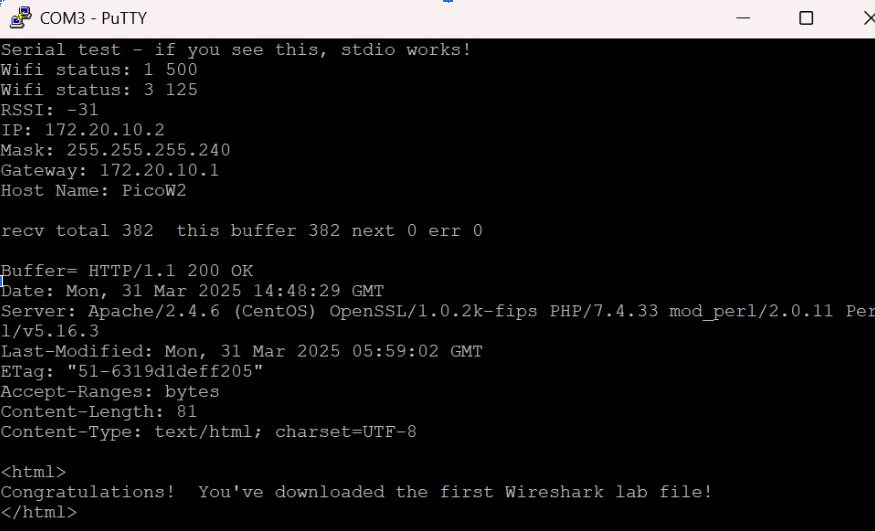 COM3 - PuTTY
Serial test - if you see this, stdio works!
Wifi status: 1 500
Wifi status: 3 125
RSSI: -31
IP: 172.20.10.2
Mask: 255.255.255.240
Gateway: 172.20.10.1
Host Name: PicoW2
recv total 382  this buffer 382 next 0 err 0
Buffer= HTTP/1.1 200 OK
Date: Mon, 31 Mar 2025 14:48:29 GMT
Server: Apache/2.4.6 (CentOS) OpenSSL/1.0.2k-fips PHP/7.4.33 mod_perl/2.0.11 Per
l/v5.16.3
Last-Modified: Mon, 31 Mar 2025 05:59:02 GMT
ETag: "51-6319d1deff205"
Accept-Ranges: bytes
Content-Length: 81
Content-Type: text/html; charset=UTF-8
<html>
Congratulations!  You've downloaded the first Wireshark lab file!
</html>